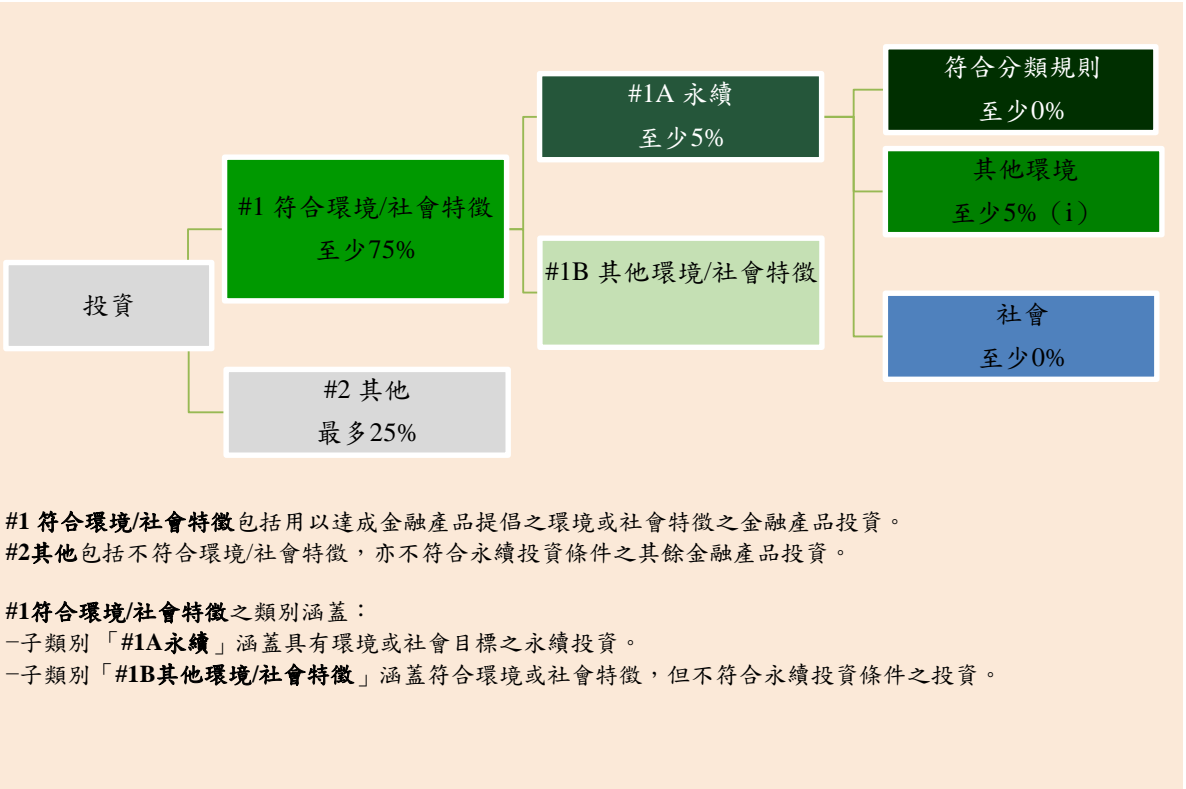 投資
#1 符合環境/社會特徵
至少75%
#2 其他
最多25%
#1A 永續
至少5%
#1B 其他環境/社會特徵
符合分類規則
至少0%
其他環境
至少5%（i）
社會
至少0%
#1 符合環境/社會特徵包括用以達成金融產品提倡之環境或社會特徵之金融產品投資。
#2其他包括不符合環境/社會特徵，亦不符合永續投資條件之其餘金融產品投資。
#1符合環境/社會特徵之類別涵蓋：
−子類別「#1A永續」涵蓋具有環境或社會目標之永續投資。
−子類別「#1B其他環境/社會特徵」涵蓋符合環境或社會特徵，但不符合永續投資條件之投資。